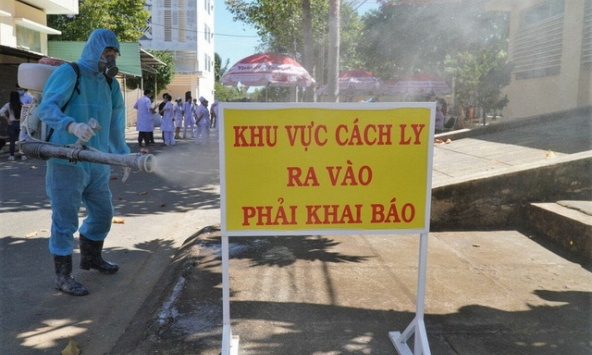 KHU VỰC CÁCH LY
RA VÀO
PHẢI KHAI BÁO